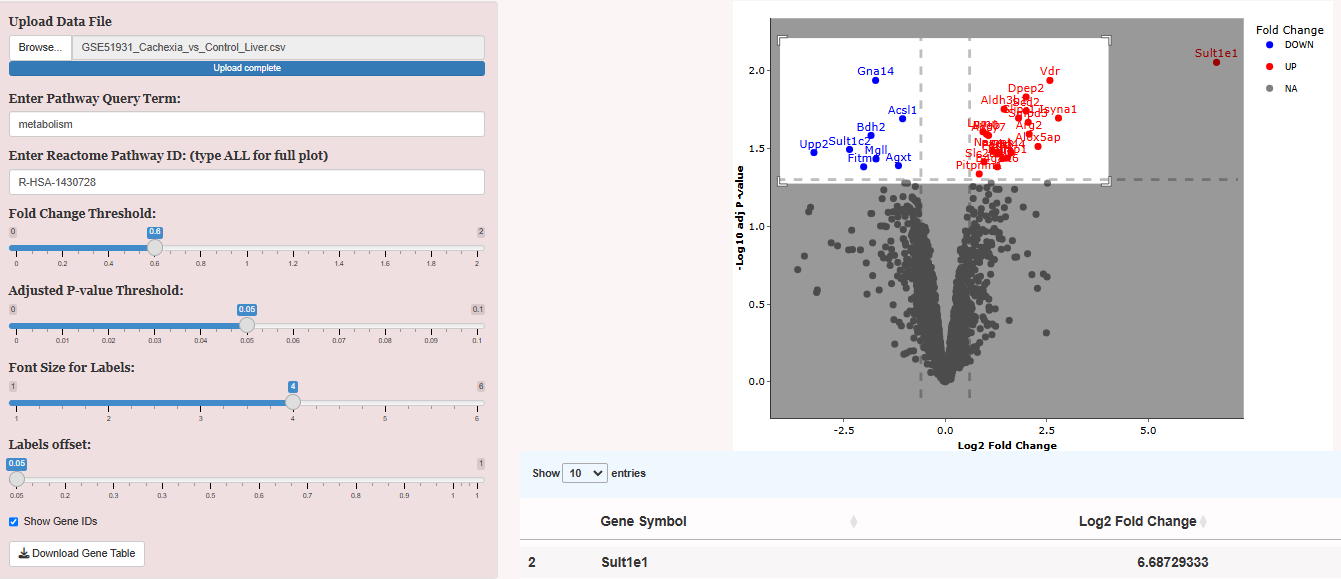 Upload Data File
Browse... GSE51931_Cachexia_vs_Control_Liver.csv
Upload complete
Enter Pathway Query Term:
metabolism
Enter Reactome Pathway ID: (type ALL for full plot)
R-HSA-1430728
Fold Change Threshold:
0 0.6 2
0 0.2 0.4 0.6 0.8 1 1.2 1.4 1.6 1.8 2
Adjusted P-value Threshold:
0 0.05 0.1
0 0.01 0.02 0.03 0.04 0.05 0.06 0.07 0.08 0.09 0.1
Font Size for Labels:
1 4 6
1 2 3 4 5 6
Labels offset:
0.05 1
0.05 0.2 0.3 0.3 0.5 0.6 0.7 0.8 0.9 1 1
Show Gene IDs
Download Gene Table
Fold Change
DOWN
UP
NA
Sult1e1
Gna14
Vdr
Dpep2
Acsl1
Isyna1
Bdh2
Arg2
Upp2
Sult1c2
Alox5ap
Mgll
Fitm1
Agxt
-Log10 adj P-value
2.0
1.5
1.0
0.5
0.0
-2.5 0.0 2.5 5.0
Log2 Fold Change
Show 10 entries
Gene Symbol Log2 Fold Change
2 Sult1e1 6.68729333